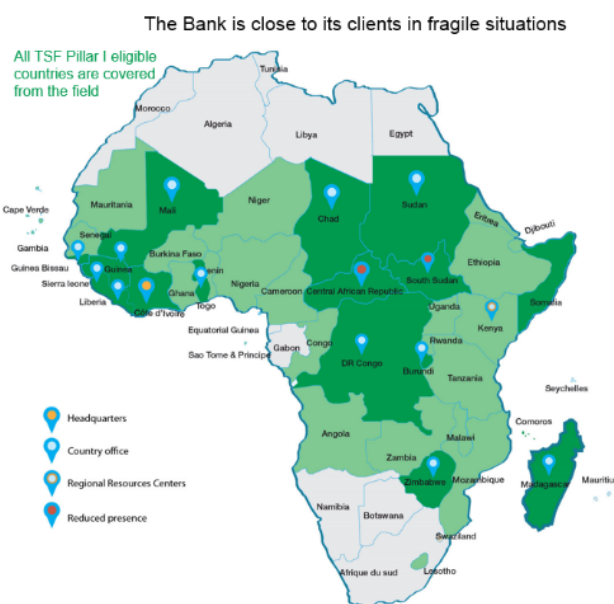 The Bank is close to its clients in fragile situations
All TSF Pillar I eligible
countries are covered
from the field
Tunisia
Morocco
Algeria
Libya
Egypt
Cape Verde
Mauritania
Mali
Niger
Chad
Sudan
Eritrea
Djibouti
Senegal
Gambia
Guinea Bissau
Guinea
Burkina Faso
Benin
Sierra leone
Liberia
Côte d'Ivoire
Ghana
Togo
Nigeria
Cameroon
Central African Republic
South Sudan
Ethiopia
Somalia
Equatorial Guinea
Sao Tome & Principe
Gabon
Congo
DR Congo
Uganda
Kenya
Rwanda
Burundi
Tanzania
Seychelles
Comoros
Angola
Zambia
Malawi
Zimbabwe
Mozambique
Madagascar
Mauritiu
Namibia
Botswana
Swaziland
Lesotho
Afrique du sud
Headquarters
Country office
Regional Resources Centers
Reduced presence